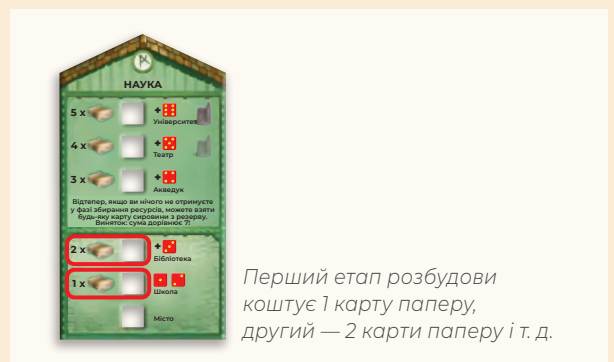 НАУКА
5 x +
Університет
4 x +
Театр
3 x +
Акведук
Відтепер, якщо ви нічого не отримуєте
у фазі збирання ресурсів, можете взяти
будь-яку карту сировини з резерву.
Виняток: сума дорівнює 7!
2 x +
Бібліотека
1 x
Школа
Місто
Перший етап розбудови
коштує 1 карту паперу,
другий — 2 карти паперу і т. д.